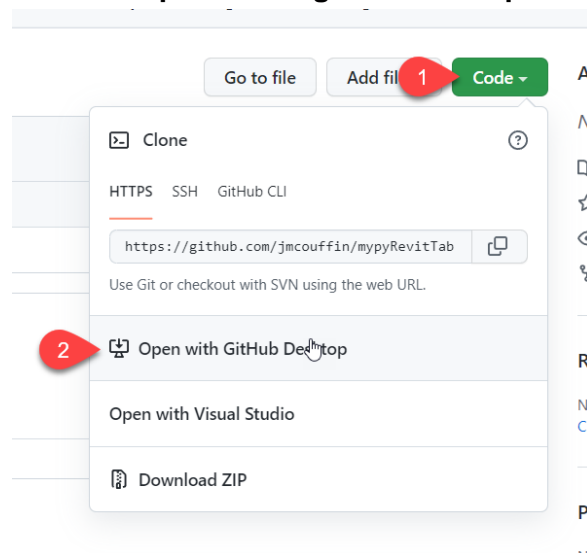 Go to file
Add fil
1
Code
Clone
HTTPS SSH GitHub CLI
https://github.com/jmcouffin/mypyRevitTab
Use Git or checkout with SVN using the web URL.
2
Open with GitHub Desktop
Open with Visual Studio
Download ZIP